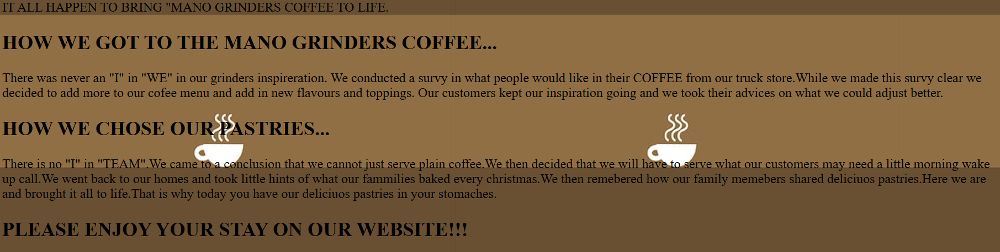 IT ALL HAPPEN TO BRING "MANO GRINDERS COFFEE TO LIFE.
HOW WE GOT TO THE MANO GRINDERS COFFEE...
There was never an "I" in "WE" in our grinders inspireration. We conducted a survy in what people would like in their COFFEE from our truck store.While we made this survy clear we
decided to add more to our cofee menu and add in new flavours and toppings. Our customers kept our inspiration going and we took their advices on what we could adjust better.
HOW WE CHOSE OUR PASTRIES...
There is no "I" in "TEAM".We came to a conclusion that we cannot just serve plain coffee.We then decided that we will have to serve what our customers may need a little morning wake
up call.We went back to our homes and took little hints of what our fammilies baked every christmas.We then remebered how our family memebers shared deliciuos pastries.Here we are
and brought it all to life.That is why today you have our deliciuos pastries in your stomaches.
PLEASE ENJOY YOUR STAY ON OUR WEBSITE!!!